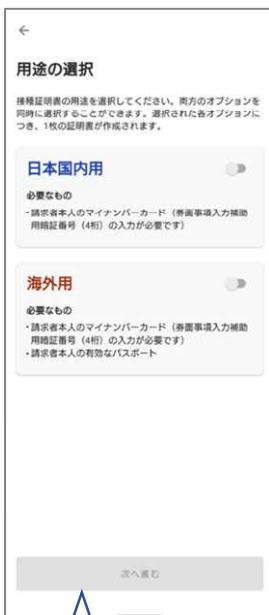 用途の選択
接種証明書の用途を選択してください。両方のオプションを
同時に選択することができます。選択された各オプションに
つき、1枚の証明書が作成されます。
日本国内用
必要なもの
・請求者本人のマイナンバーカード（券面事項入力補助
用暗証番号（4桁）の入力が必要です）
海外用
必要なもの
・請求者本人のマイナンバーカード（券面事項入力補助
用暗証番号（4桁）の入力が必要です）
・請求者本人の有効なパスポート
次へ進む